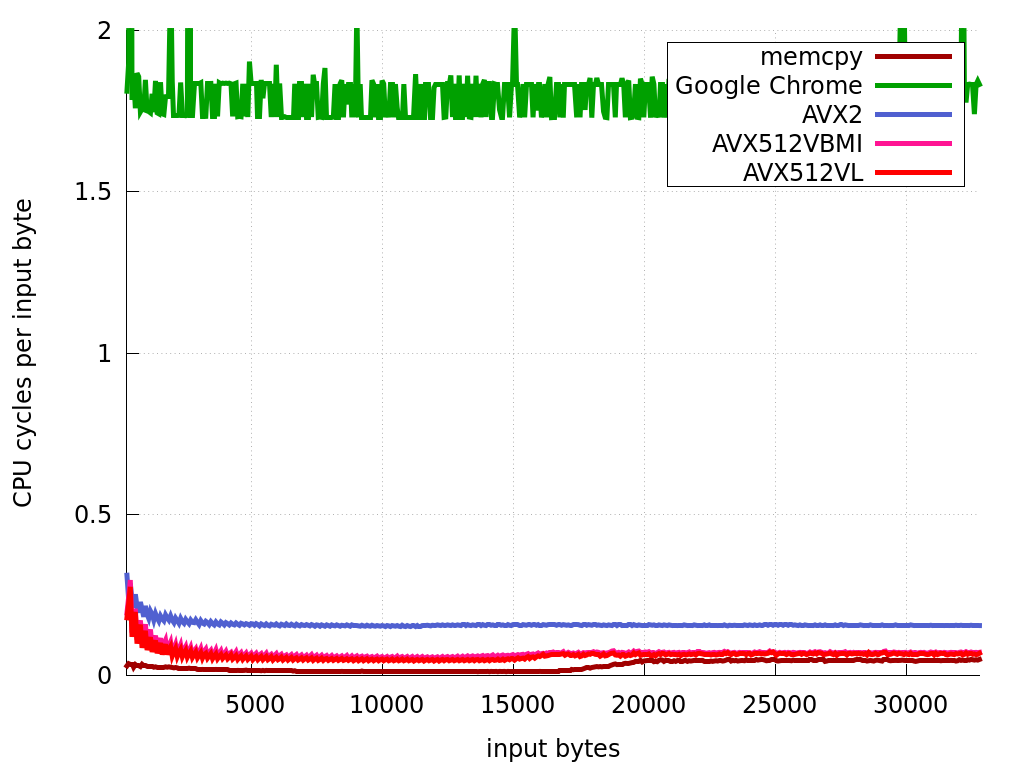 2
1.5
1
0.5
0
CPU cycles per input byte
memcpy
Google Chrome
AVX2
AVX512VBMI
AVX512VL
5000 10000 15000 20000 25000 30000
input bytes